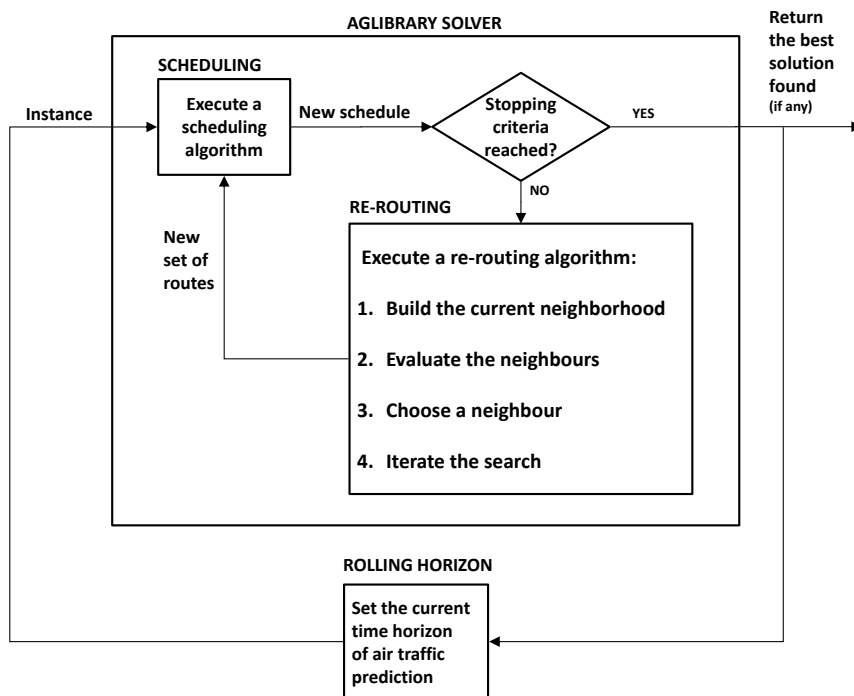 AGLIBRARY SOLVER
Return
the best
solution
found
(if any)
SCHEDULING
Execute a
scheduling
algorithm
Instance
New schedule
Stopping
criteria
reached?
YES
NO
RE-ROUTING
New
set of
routes
Execute a re-routing algorithm:
1. Build the current neighborhood
2. Evaluate the neighbours
3. Choose a neighbour
4. Iterate the search
ROLLING HORIZON
Set the current
time horizon
of air traffic
prediction